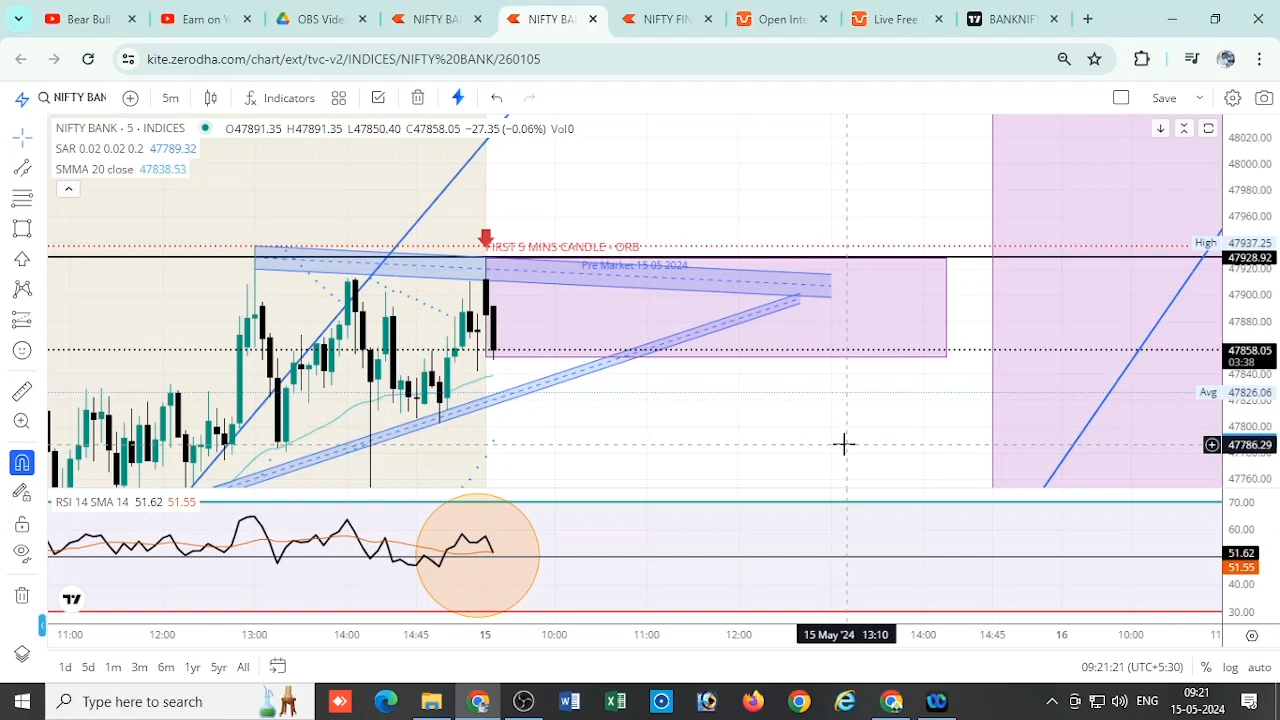 Bear Bull
Earn on Y
OBS Video
NIFTY BAN
NIFTY BAN
NIFTY FIN
Open Inte
Live Free
BANKNIFT
kite.zerodha.com/chart/ext/tvc-v2/INDICES/NIFTY%20BANK/260105
NIFTY BAN
5m
Indicators
Save
NIFTY BANK · 5 · INDICES
O47891.35 H47891.35 L47850.40 C47858.05 −27.35 (−0.06%) Vol0
SAR 0.02 0.02 0.2 47789.32
SMMA 20 close 47838.53
FIRST 5 MINS CANDLE - ORB
Pre Market 15 05 2024
48020.00
48000.00
47980.00
47960.00
High 47937.25
47928.92
47920.00
47900.00
47880.00
47858.05
03:38
47840.00
Avg 47826.06
47820.00
47800.00
47786.29
47780.00
47760.00
RSI 14 SMA 14 51.62 51.55
70.00
60.00
51.62
51.55
40.00
30.00
11:00 12:00 13:00 14:00 14:45 15 10:00 11:00 12:00 15 May '24 13:10 14:00 14:45 16 10:00 11
1d 5d 1m 3m 6m 1yr 5yr All
09:21:21 (UTC+5:30) % log auto
Type here to search
ENG
09:21
15-05-2024